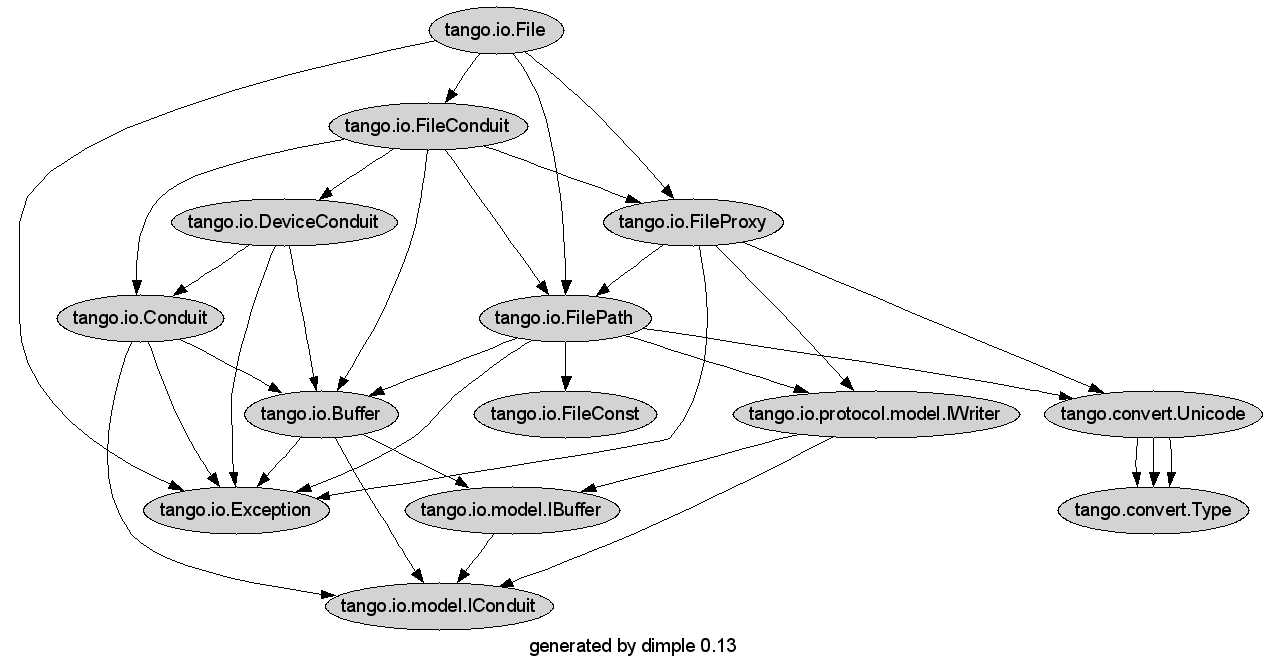 tango.io.File
tango.io.FileConduit
tango.io.DeviceConduit
tango.io.FileProxy
tango.io.Conduit
tango.io.FilePath
tango.io.Buffer
tango.io.FileConst
tango.io.protocol.model.IWriter
tango.convert.Unicode
tango.io.Exception
tango.io.model.IBuffer
tango.convert.Type
tango.io.model.IConduit
generated by dimple 0.13